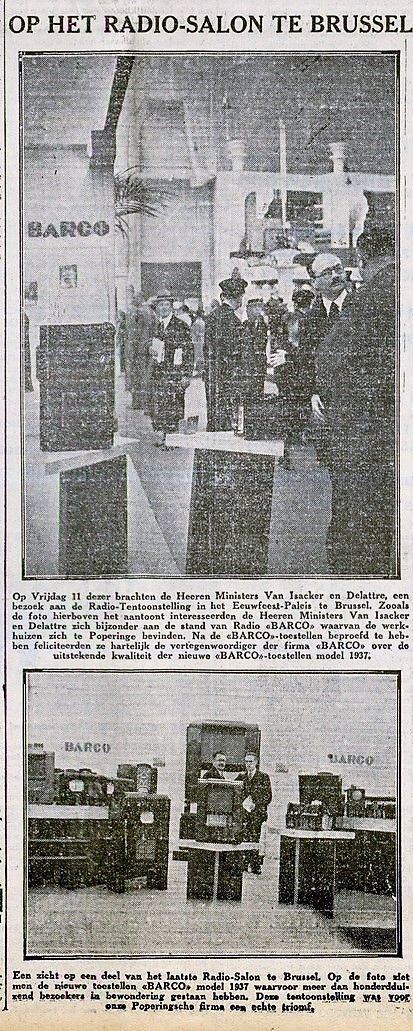 OP HET RADIO-SALON TE BRUSSEL
BARCO
Op Vrijdag 11 dezer brachten de Heeren Ministers Van Isacker en Delattre, een
bezoek aan de Radio-Tentoonstelling in het Eeuwfeest-Paleis te Brussel. Zooals
de foto hierboven het aantoont interesseerden de Heeren Ministers Van Isacker
en Delattre zich bijzonder aan de stand van Radio «BARCO» waarvan de werk-
huizen zich te Poperinge bevinden. Na de «BARCO»-toestellen beproefd te heb-
ben feliciteerden ze hartelijk de vertegenwoordiger der firma «BARCO» over de
uitstekende kwaliteit der nieuwe «BARCO»-toestellen model 1937.
BARCO
BARCO
Een zicht op een deel van het laatste Radio-Salon te Brussel. Op de foto ziet
men de nieuwe toestellen «BARCO» model 1937 waarvoor meer dan honderddui-
zend bezoekers in bewondering gestaan hebben. Deze tentoonstelling was voor
onze Poperingsche firma een echte triomf.